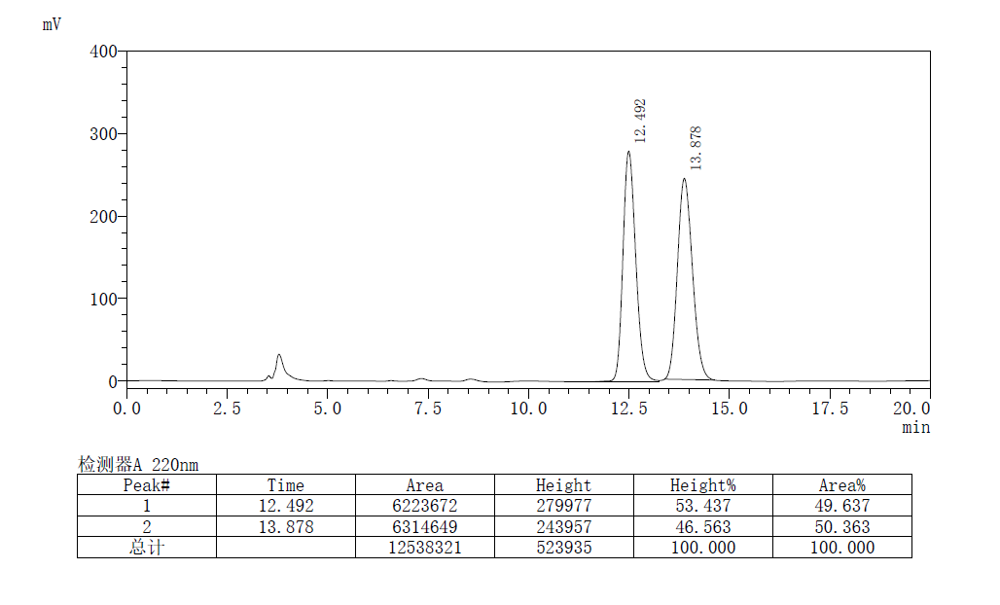 mV
400
300
200
100
0
12.492
13.878
0.0 2.5 5.0 7.5 10.0 12.5 15.0 17.5 20.0
min
检测器A 220nm
Peak# Time Area Height Height% Area%
1 12.492 6223672 279977 53.437 49.637
2 13.878 6314649 243957 46.563 50.363
总计 12538321 523935 100.000 100.000